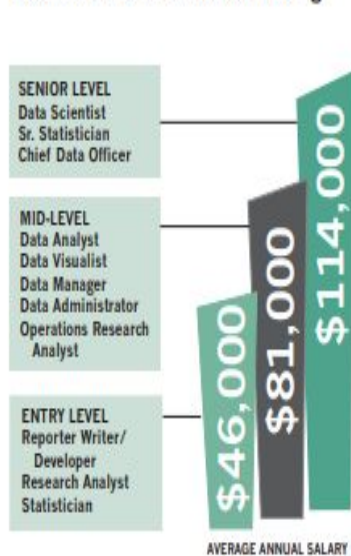 SENIOR LEVEL
Data Scientist
Sr. Statistician
Chief Data Officer
$114,000
MID-LEVEL
Data Analyst
Data Visualist
Data Manager
Data Administrator
Operations Research
Analyst
$81,000
ENTRY LEVEL
Reporter Writer/
Developer
Research Analyst
Statistician
$46,000
AVERAGE ANNUAL SALARY